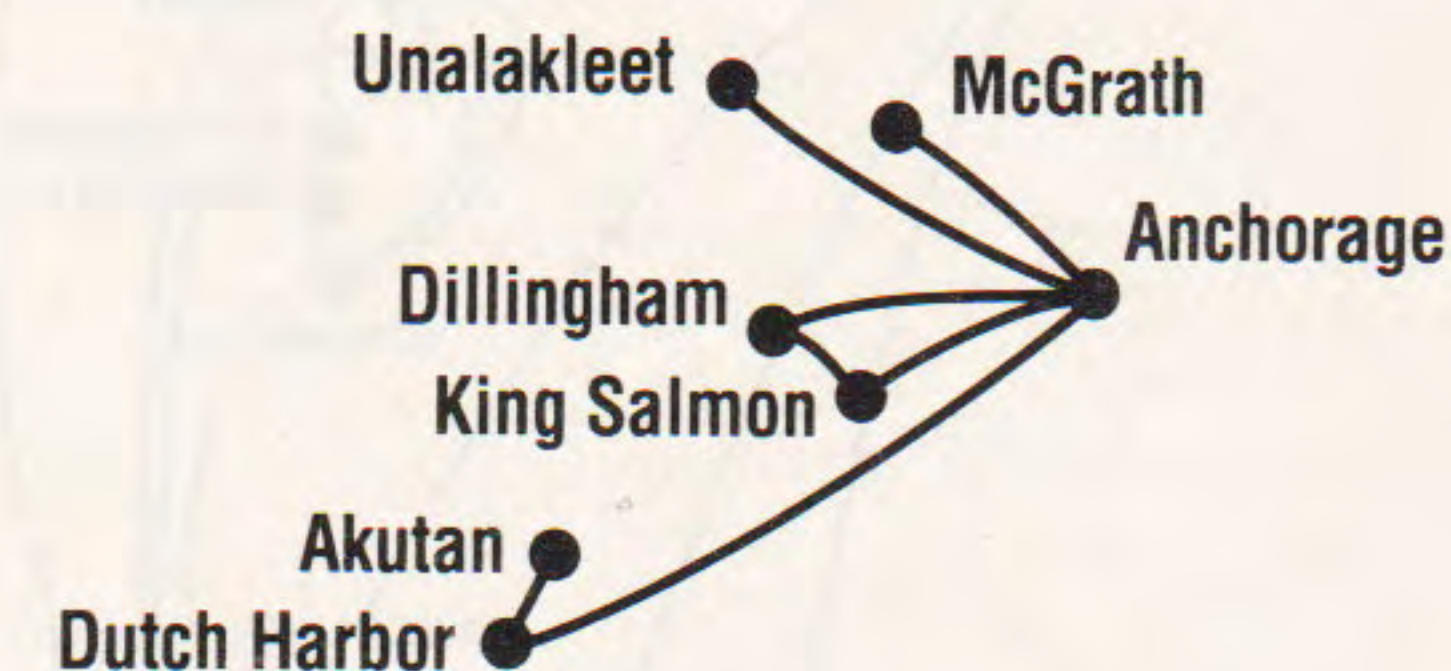 Unalakleet
McGrath
Anchorage
Dillingham
King Salmon
Akutan
Dutch Harbor